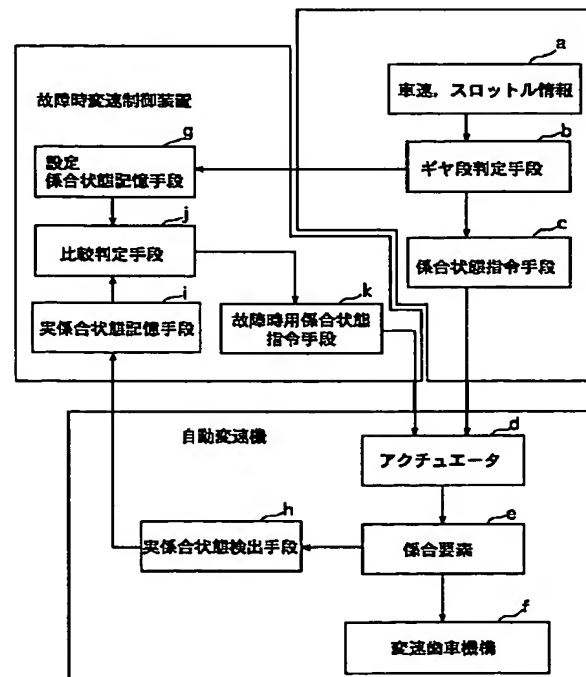 a
車速，スロットル情報
故障時変速制御装置
g
設定
係合状態記憶手段
b
ギヤ段判定手段
j
比較判定手段
c
係合状態指令手段
i
実係合状態記憶手段
k
故障時用係合状態
指令手段
自動変速機
d
アクチュエータ
h
実係合状態検出手段
e
係合要素
f
変速歯車機構